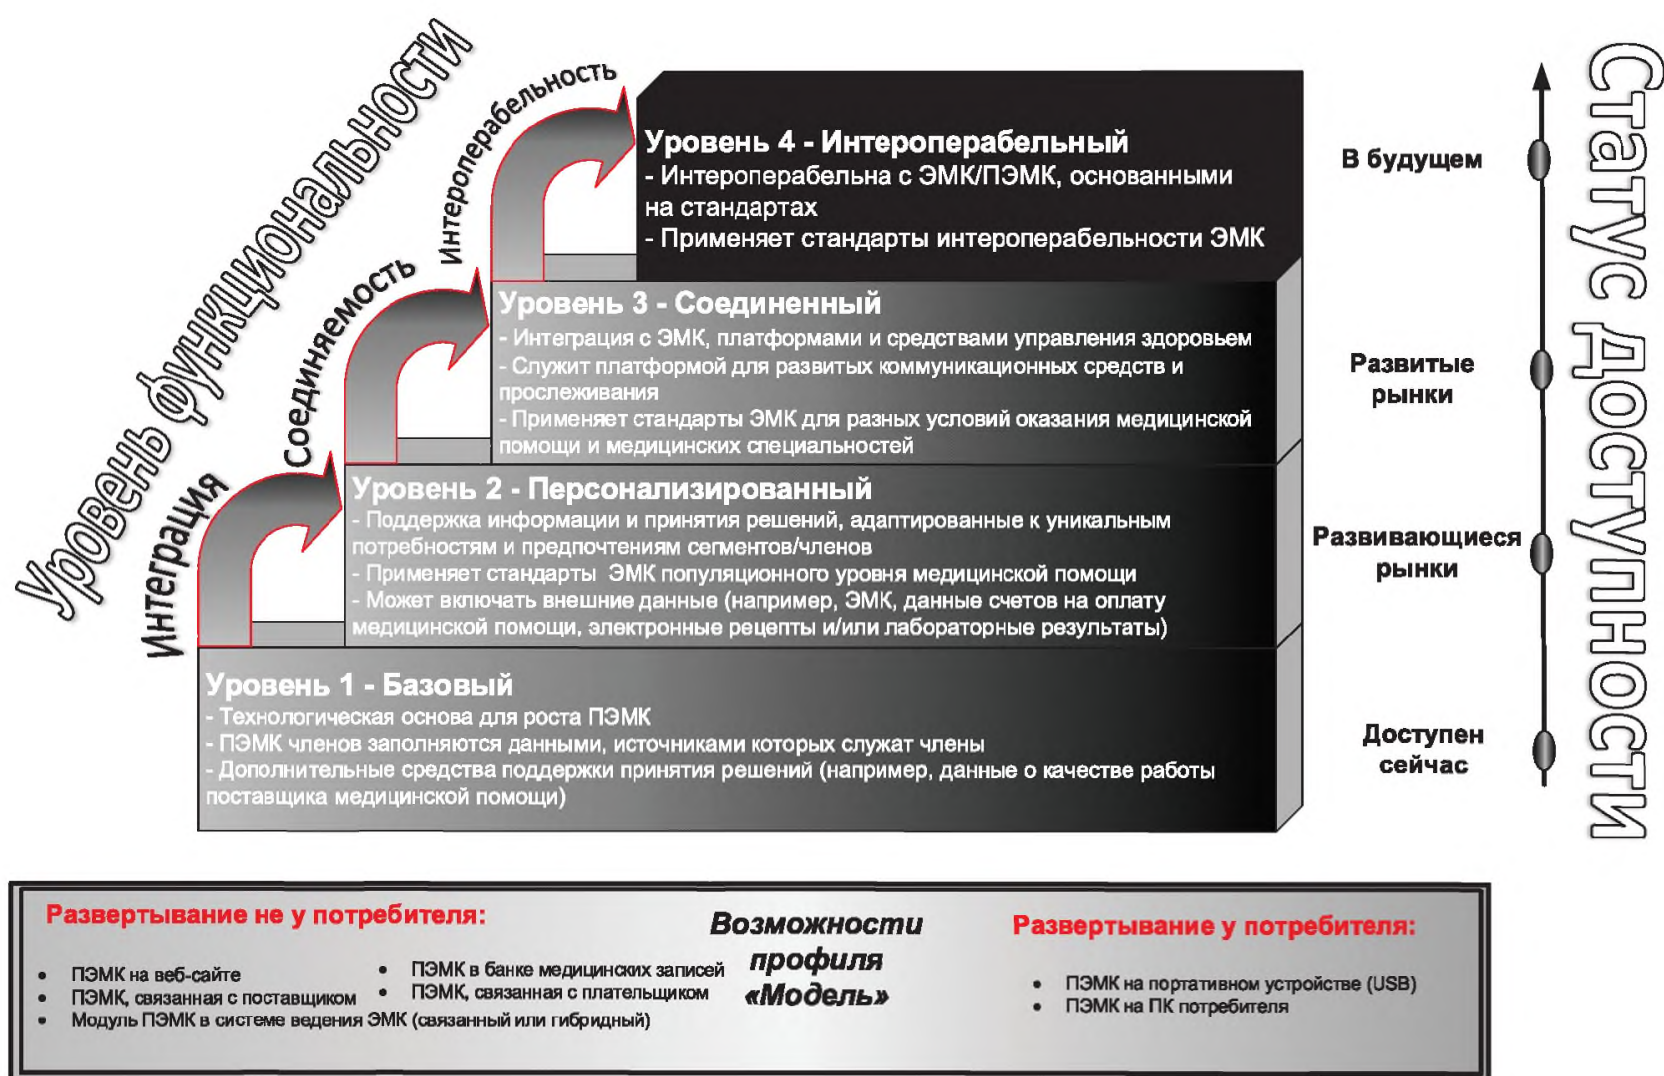 Уровень функциональности
Интеграция
Соединяемость
Интероперабельность
Уровень 4 - Интероперабельный
- Интероперабельна с ЭМК/ПЭМК, основанными
на стандартах
- Применяет стандарты интероперабельности ЭМК
Уровень 3 - Соединенный
- Интеграция с ЭМК, платформами и средствами управления здоровьем
- Служит платформой для развитых коммуникационных средств и
прослеживания
- Применяет стандарты ЭМК для разных условий оказания медицинской
помощи и медицинских специальностей
Уровень 2 - Персонализированный
- Поддержка информации и принятия решений, адаптированные к уникальным
потребностям и предпочтениям сегментов/членов
- Применяет стандарты ЭМК популяционного уровня медицинской помощи
- Может включать внешние данные (например, ЭМК, данные счетов на оплату
медицинской помощи, электронные рецепты и/или лабораторные результаты)
Уровень 1 - Базовый
- Технологическая основа для роста ПЭМК
- ПЭМК членов заполняются данными, источниками которых служат члены
- Дополнительные средства поддержки принятия решений (например, данные о качестве работы
поставщика медицинской помощи)
В будущем
Развитые
рынки
Развивающиеся
рынки
Доступен
сейчас
Статус доступности
Развертывание не у потребителя:
• ПЭМК на веб-сайте
• ПЭМК, связанная с поставщиком
• Модуль ПЭМК в системе ведения ЭМК (связанный или гибридный)
• ПЭМК в банке медицинских записей
• ПЭМК, связанная с плательщиком
Возможности
профиля
«Модель»
Развертывание у потребителя:
• ПЭМК на портативном устройстве (USB)
• ПЭМК на ПК потребителя